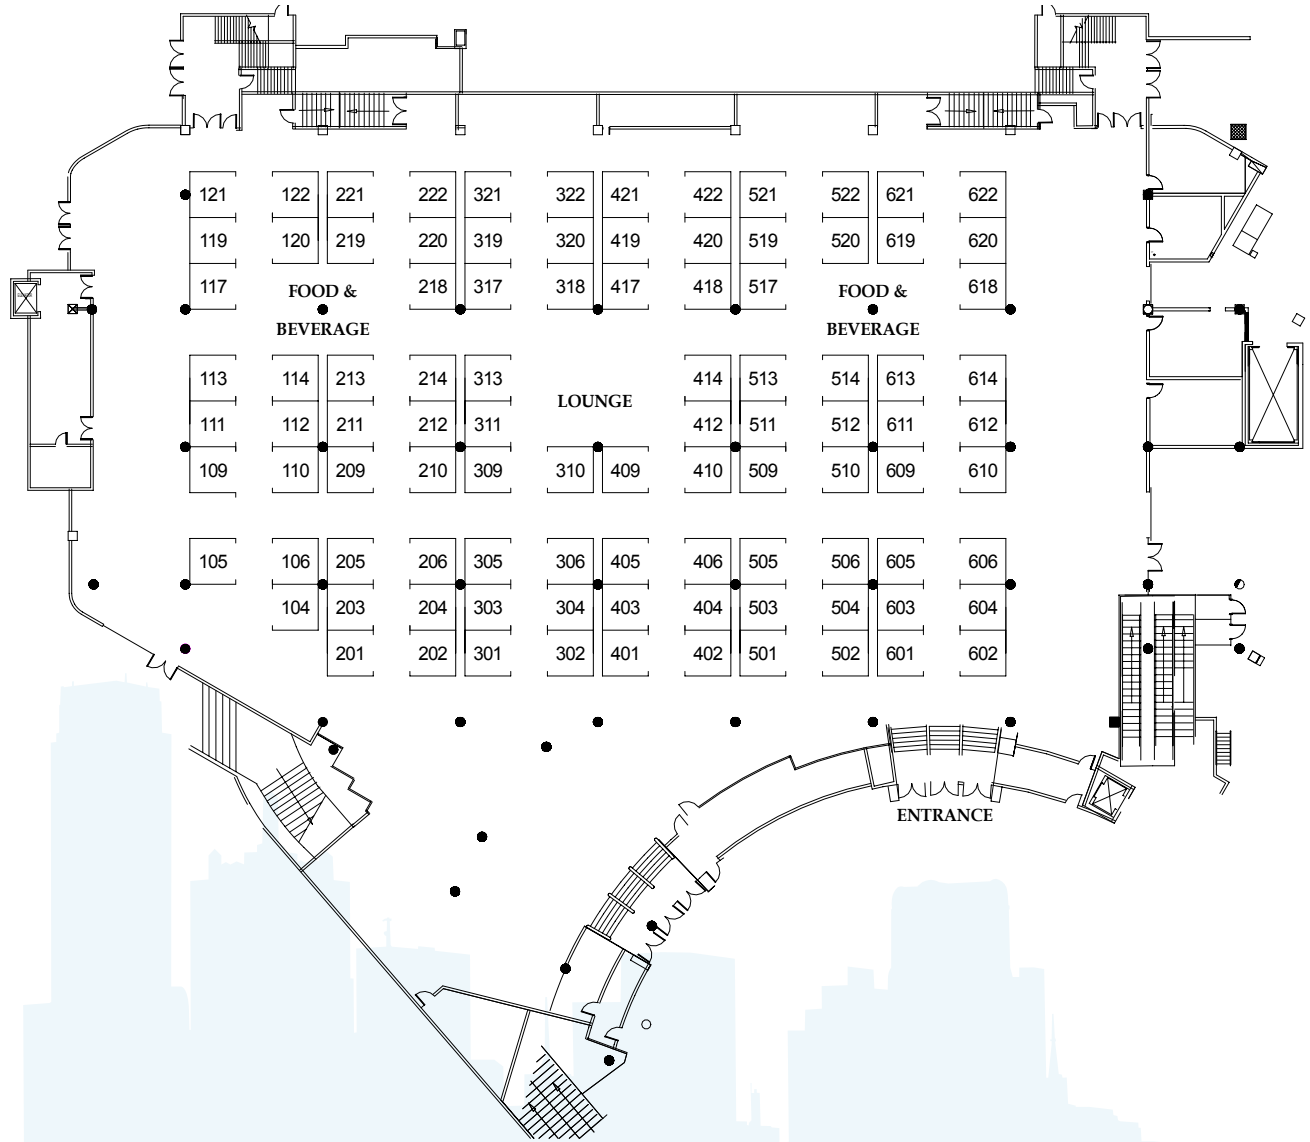 121 122 221 222 321 322 421 422 521 522 621 622
119 120 219 220 319 320 419 420 519 520 619 620
117 FOOD & 218 317 318 417 418 517 FOOD & 618
BEVERAGE BEVERAGE
113 114 213 214 313 414 513 514 613 614
LOUNGE
111 112 211 212 311 412 511 512 611 612
109 110 209 210 309 310 409 410 509 510 609 610
105 106 205 206 305 306 405 406 505 506 605 606
104 203 204 303 304 403 404 503 504 603 604
201 202 301 302 401 402 501 502 601 602
ENTRANCE